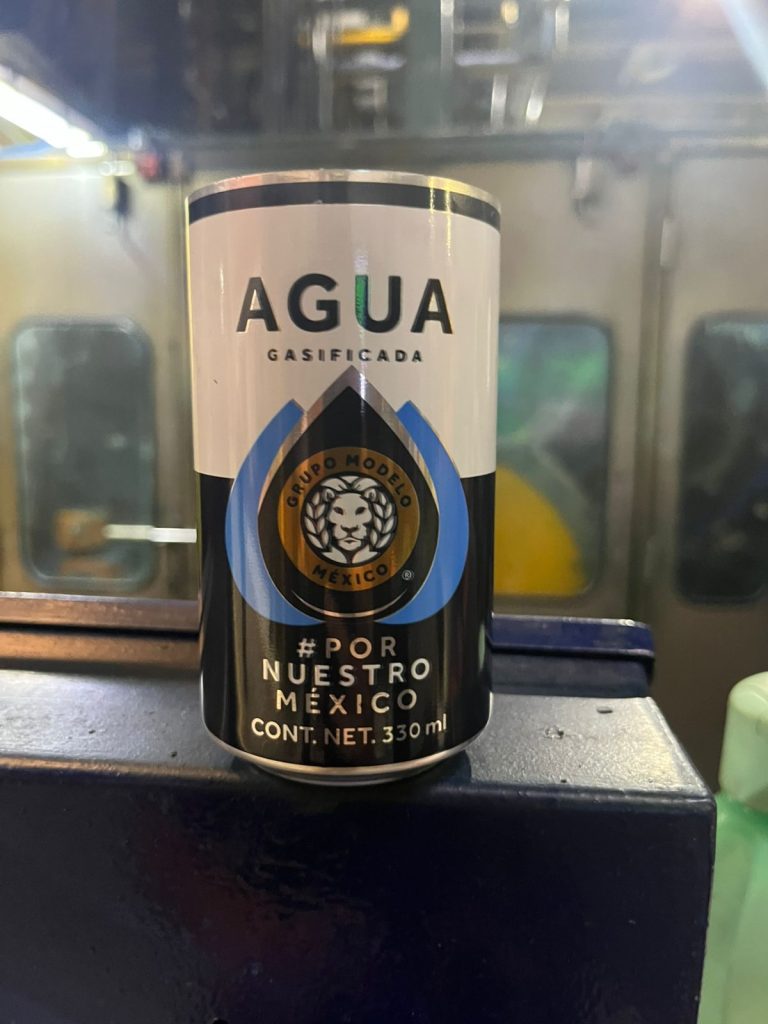 AGUA
GASIFICADA
GRUPO MODELO
MÉXICO
®
#POR
NUESTRO
MÉXICO
CONT. NET. 330 ml